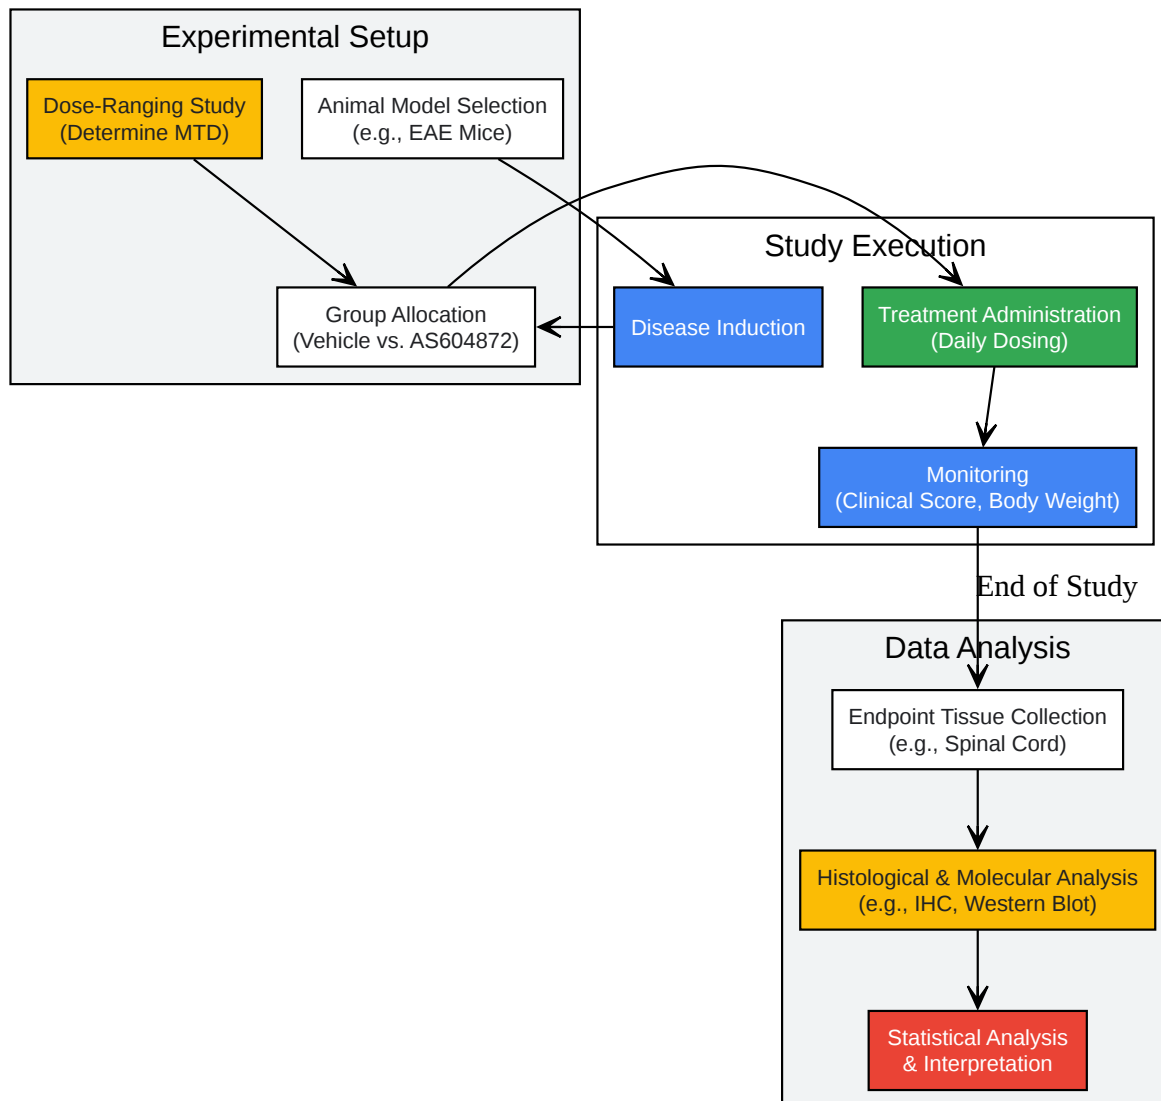 Experimental Setup
Dose-Ranging Study
(Determine MTD)
Animal Model Selection
(e.g., EAE Mice)
Group Allocation
(Vehicle vs. AS604872)
Study Execution
Disease Induction
Treatment Administration
(Daily Dosing)
Monitoring
(Clinical Score, Body Weight)
End of Study
Data Analysis
Endpoint Tissue Collection
(e.g., Spinal Cord)
Histological & Molecular Analysis
(e.g., IHC, Western Blot)
Statistical Analysis
& Interpretation